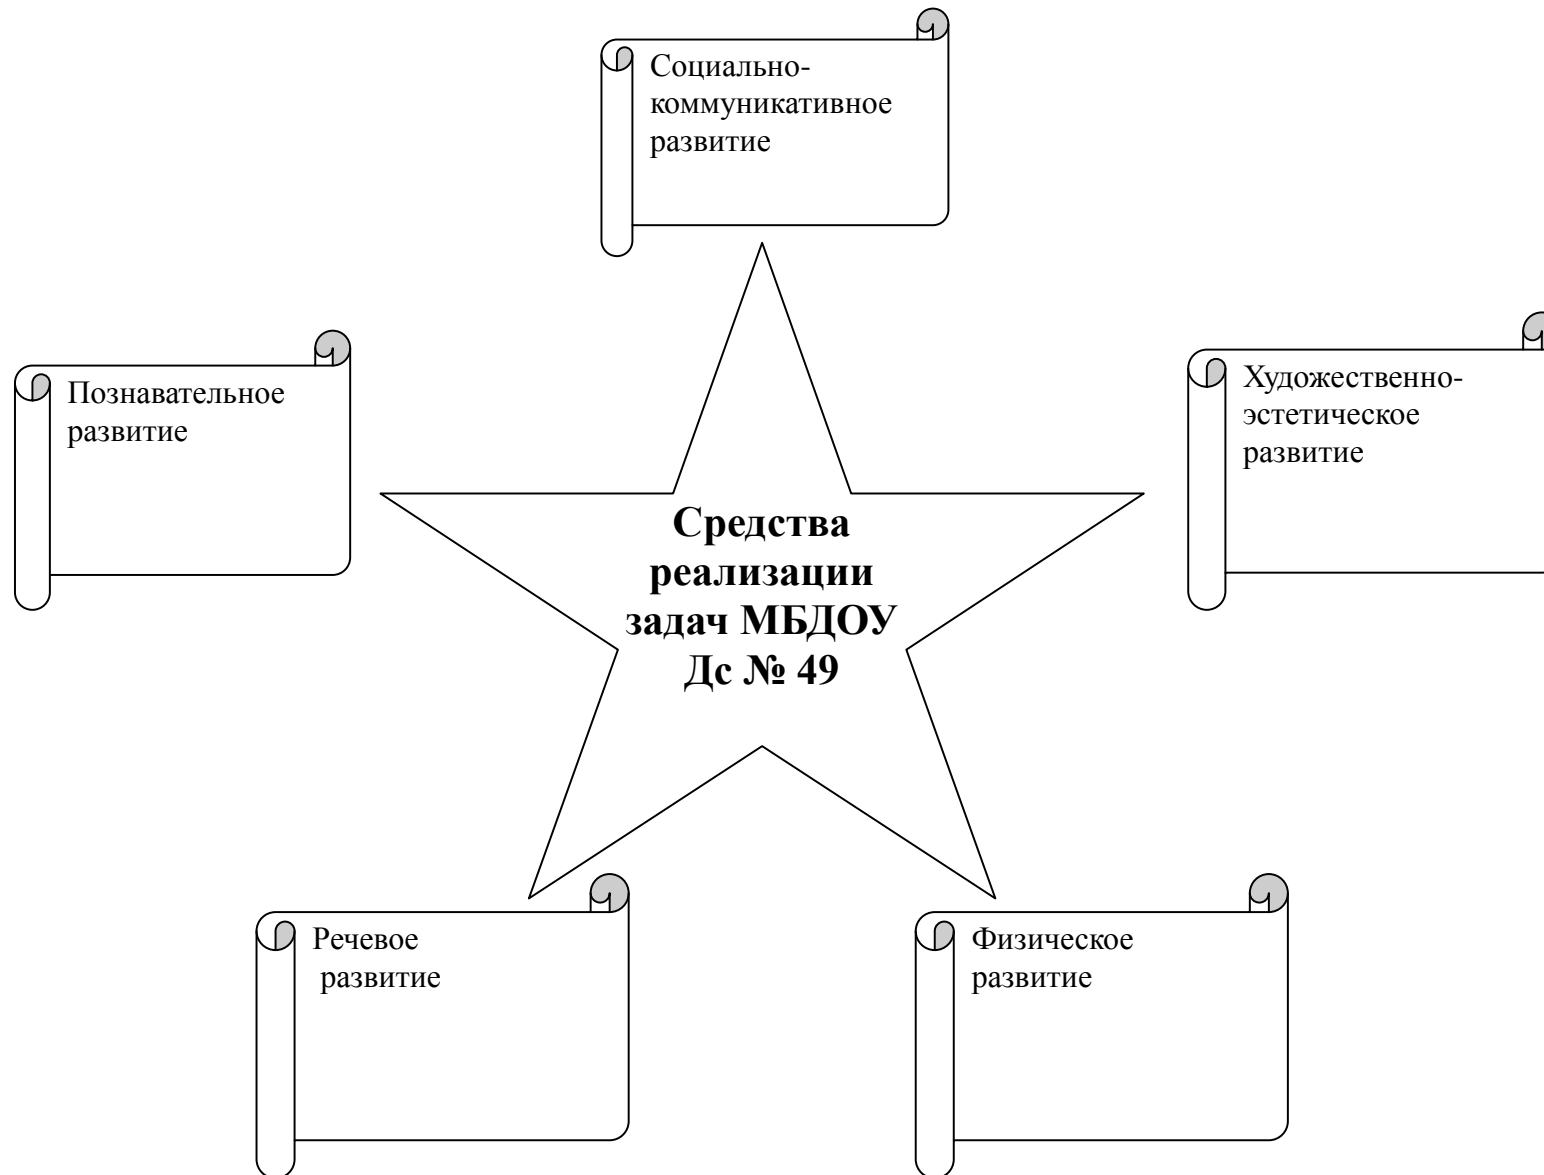 Социально-
коммуникативное
развитие
Познавательное
развитие
Художественно-
эстетическое
развитие
Средства
реализации
задач МБДОУ
Дс № 49
Речевое
развитие
Физическое
развитие